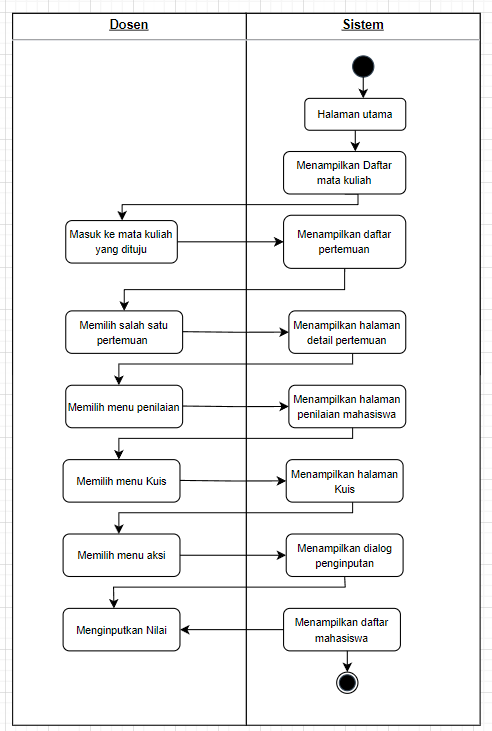 Dosen
Sistem
Halaman utama
Menampilkan Daftar
mata kuliah
Masuk ke mata kuliah
yang dituju
Menampilkan daftar
pertemuan
Memilih salah satu
pertemuan
Menampilkan halaman
detail pertemuan
Memilih menu penilaian
Menampilkan halaman
penilaian mahasiswa
Memilih menu Kuis
Menampilkan halaman
Kuis
Memilih menu aksi
Menampilkan dialog
penginputan
Menginputkan Nilai
Menampilkan daftar
mahasiswa